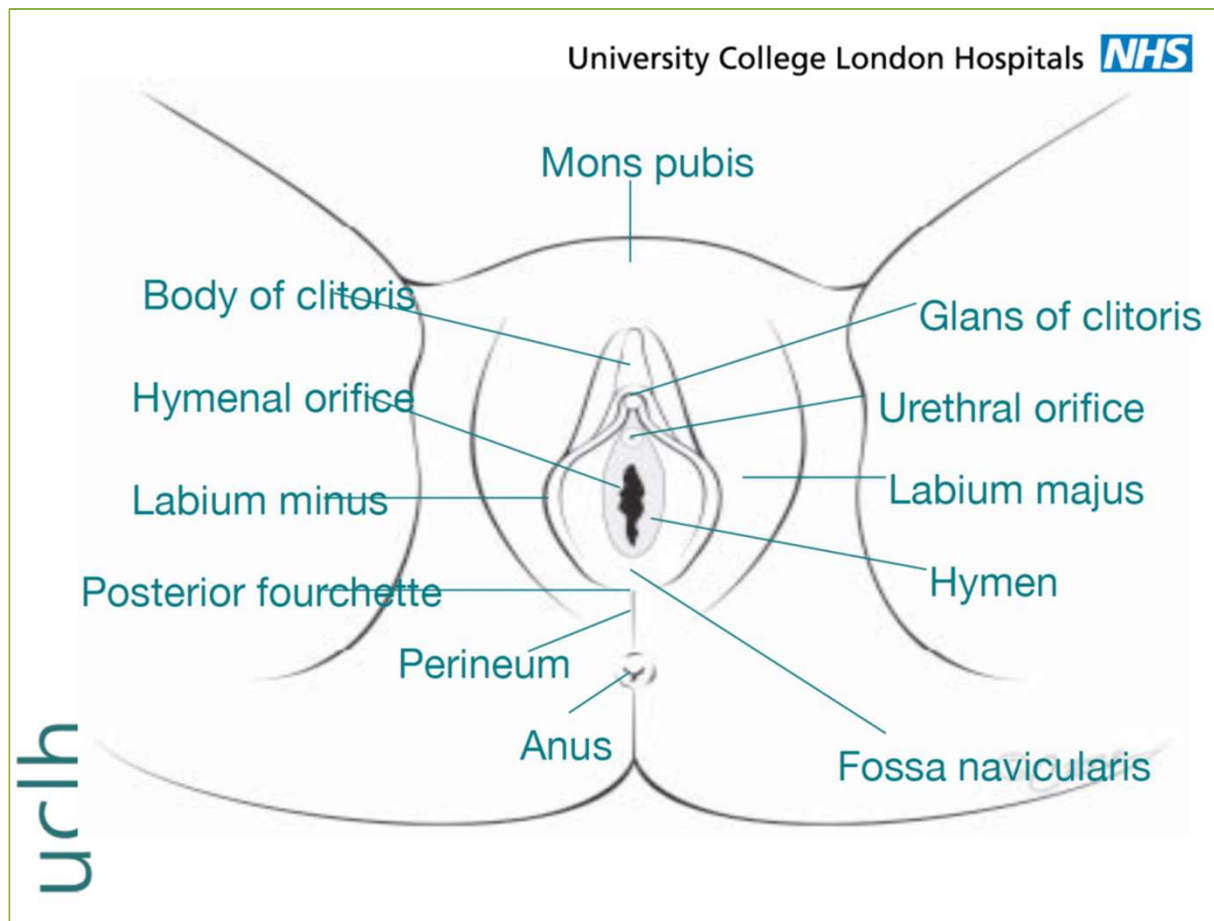 University College London Hospitals NHS
Mons pubis
Body of clitoris
Glans of clitoris
Hymenal orifice
Urethral orifice
Labium minus
Labium majus
Posterior fourchette
Hymen
Perineum
Anus
Fossa navicularis
uclh